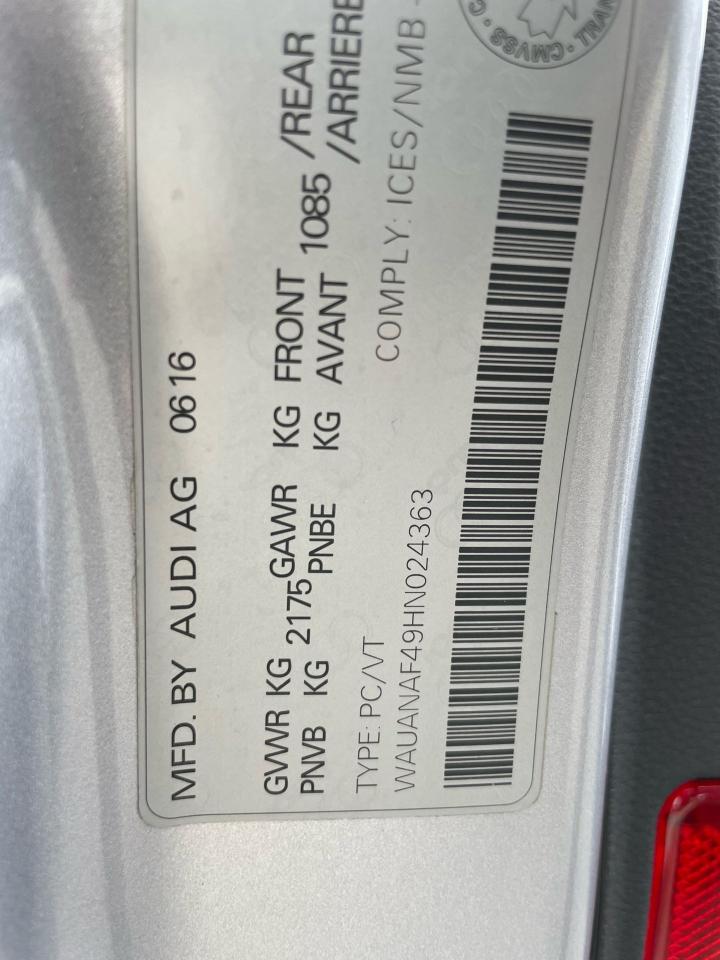 MFD. BY AUDI AG 06 16
GVWR KG 2175 GAWR KG FRONT 1085 /REAR
PNVB KG PNBE KG AVANT /ARRIERE
TYPE: PC/VT COMPLY: ICES/NMB -
WAUANAF49HN024363
CMVSS